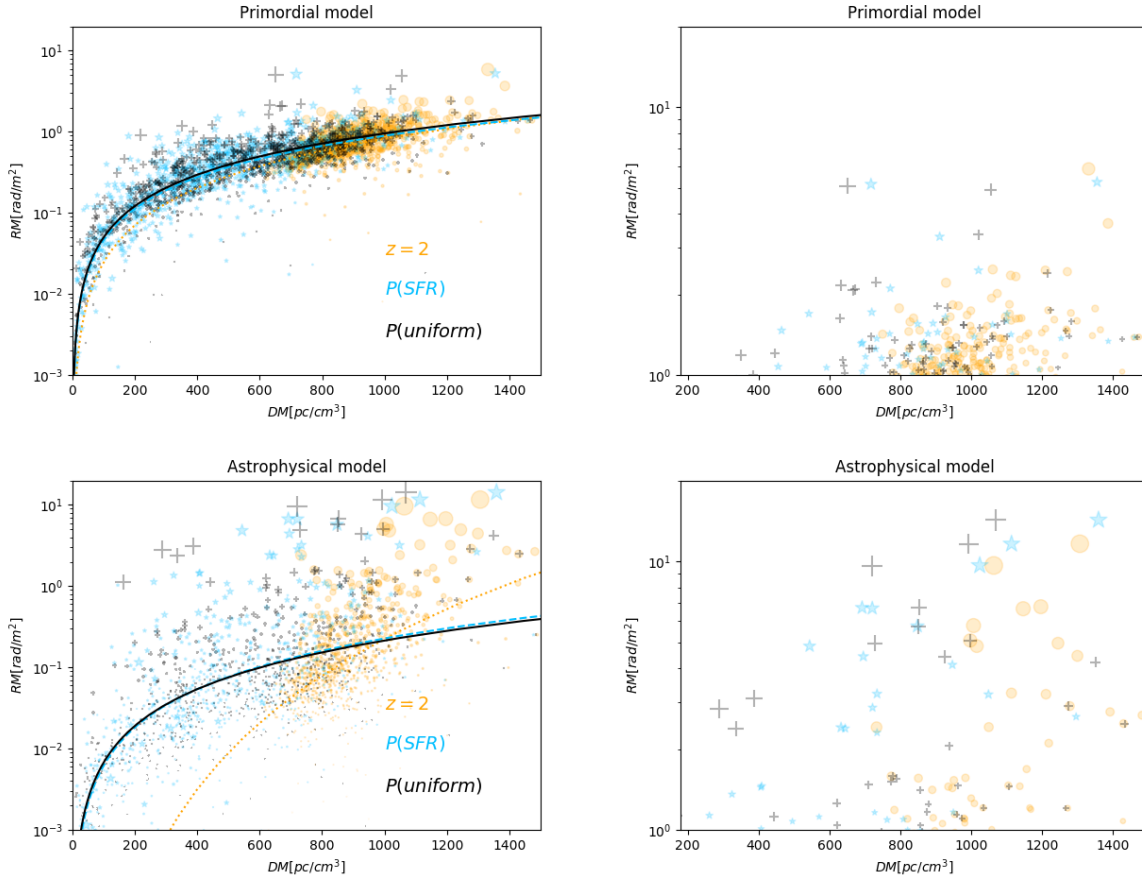 Primordial model
10^1
10^0
10^-1
10^-2
10^-3
RM[rad/m^2]
z = 2
P(SFR)
P(uniform)
0 200 400 600 800 1000 1200 1400
DM[pc/cm^3]
Primordial model
10^1
10^0
RM[rad/m^2]
200 400 600 800 1000 1200 1400
DM[pc/cm^3]
Astrophysical model
10^1
10^0
10^-1
10^-2
10^-3
RM[rad/m^2]
z = 2
P(SFR)
P(uniform)
0 200 400 600 800 1000 1200 1400
DM[pc/cm^3]
Astrophysical model
10^1
10^0
RM[rad/m^2]
200 400 600 800 1000 1200 1400
DM[pc/cm^3]